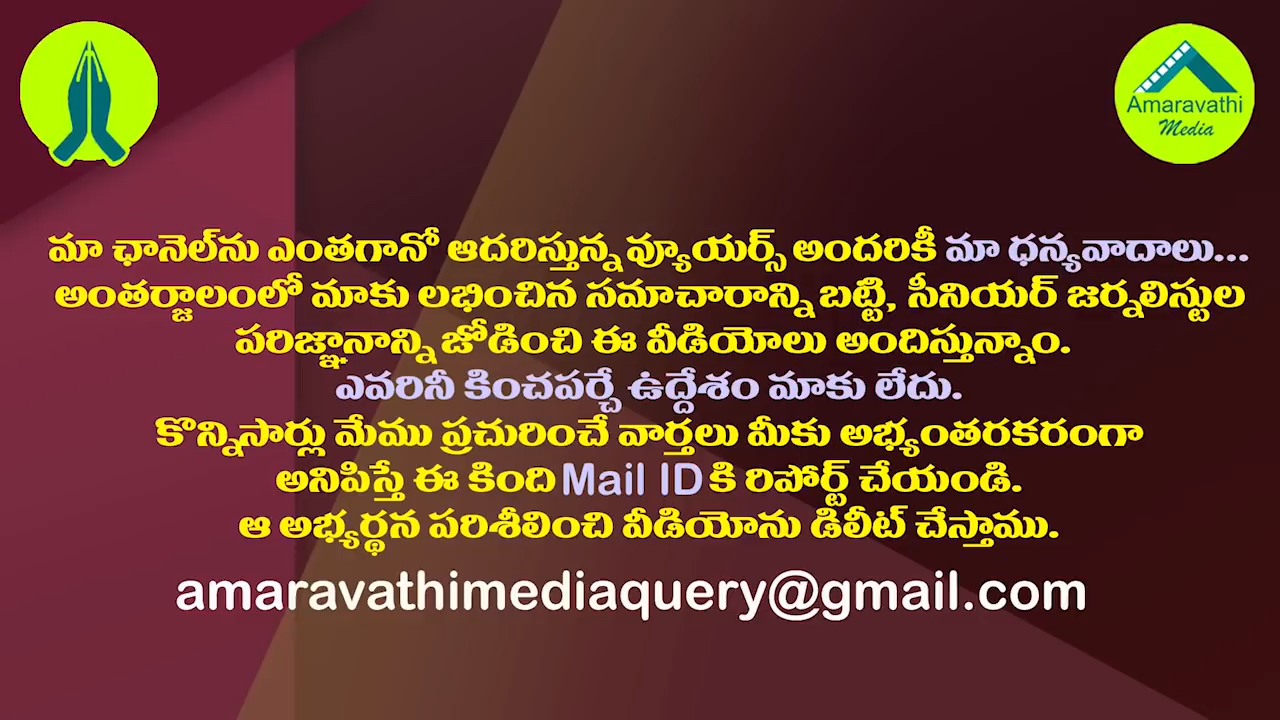 Amaravathi
Media
మా ఛానెల్‌ను ఎంతగానో ఆదరిస్తున్న వ్యూయర్స్ అందరికీ మా ధన్యవాదాలు...
అంతర్జాలంలో మాకు లభించిన సమాచారాన్ని బట్టి, సీనియర్ జర్నలిస్టుల
పరిజ్ఞానాన్ని జోడించి ఈ వీడియోలు అందిస్తున్నాం.
ఎవరినీ కించపర్చే ఉద్దేశం మాకు లేదు.
కొన్నిసార్లు మేము ప్రచురించే వార్తలు మీకు అభ్యంతరకరంగా
అనిపిస్తే ఈ కింది Mail ID కి రిపోర్ట్ చేయండి.
ఆ అభ్యర్థన పరిశీలించి వీడియోను డిలీట్ చేస్తాము.
amaravathimediaquery@gmail.com